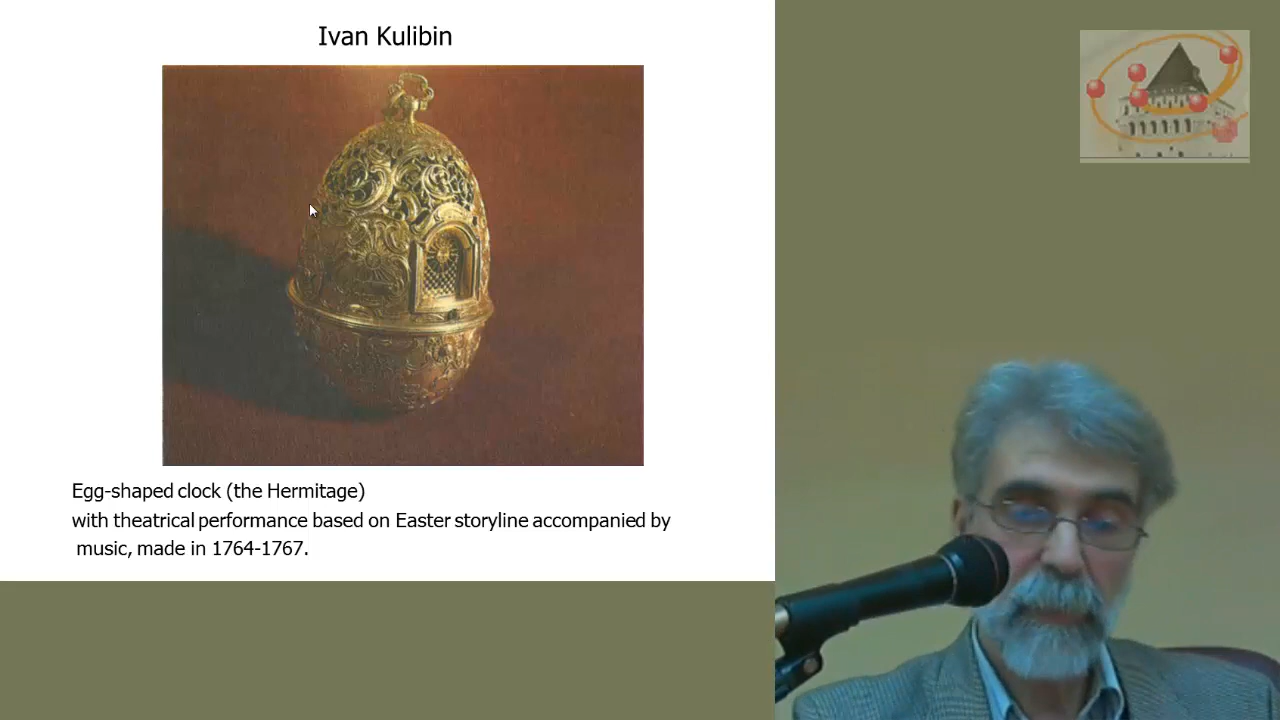 Ivan Kulibin
Egg-shaped clock (the Hermitage)
with theatrical performance based on Easter storyline accompanied by
music, made in 1764-1767.